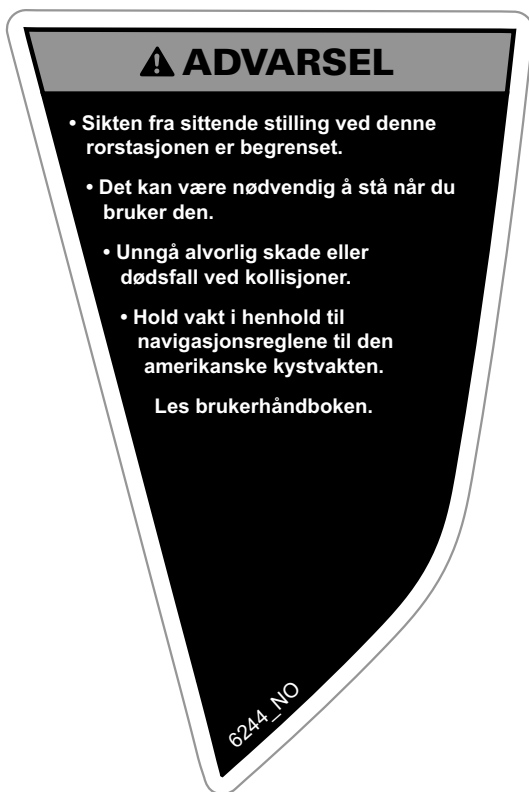 ADVARSEL
• Sikten fra sittende stilling ved denne
rorstasjonen er begrenset.
• Det kan være nødvendig å stå når du
bruker den.
• Unngå alvorlig skade eller
dødsfall ved kollisjoner.
• Hold vakt i henhold til
navigasjonsreglene til den
amerikanske kystvakten.
Les brukerhåndboken.
6244_NO